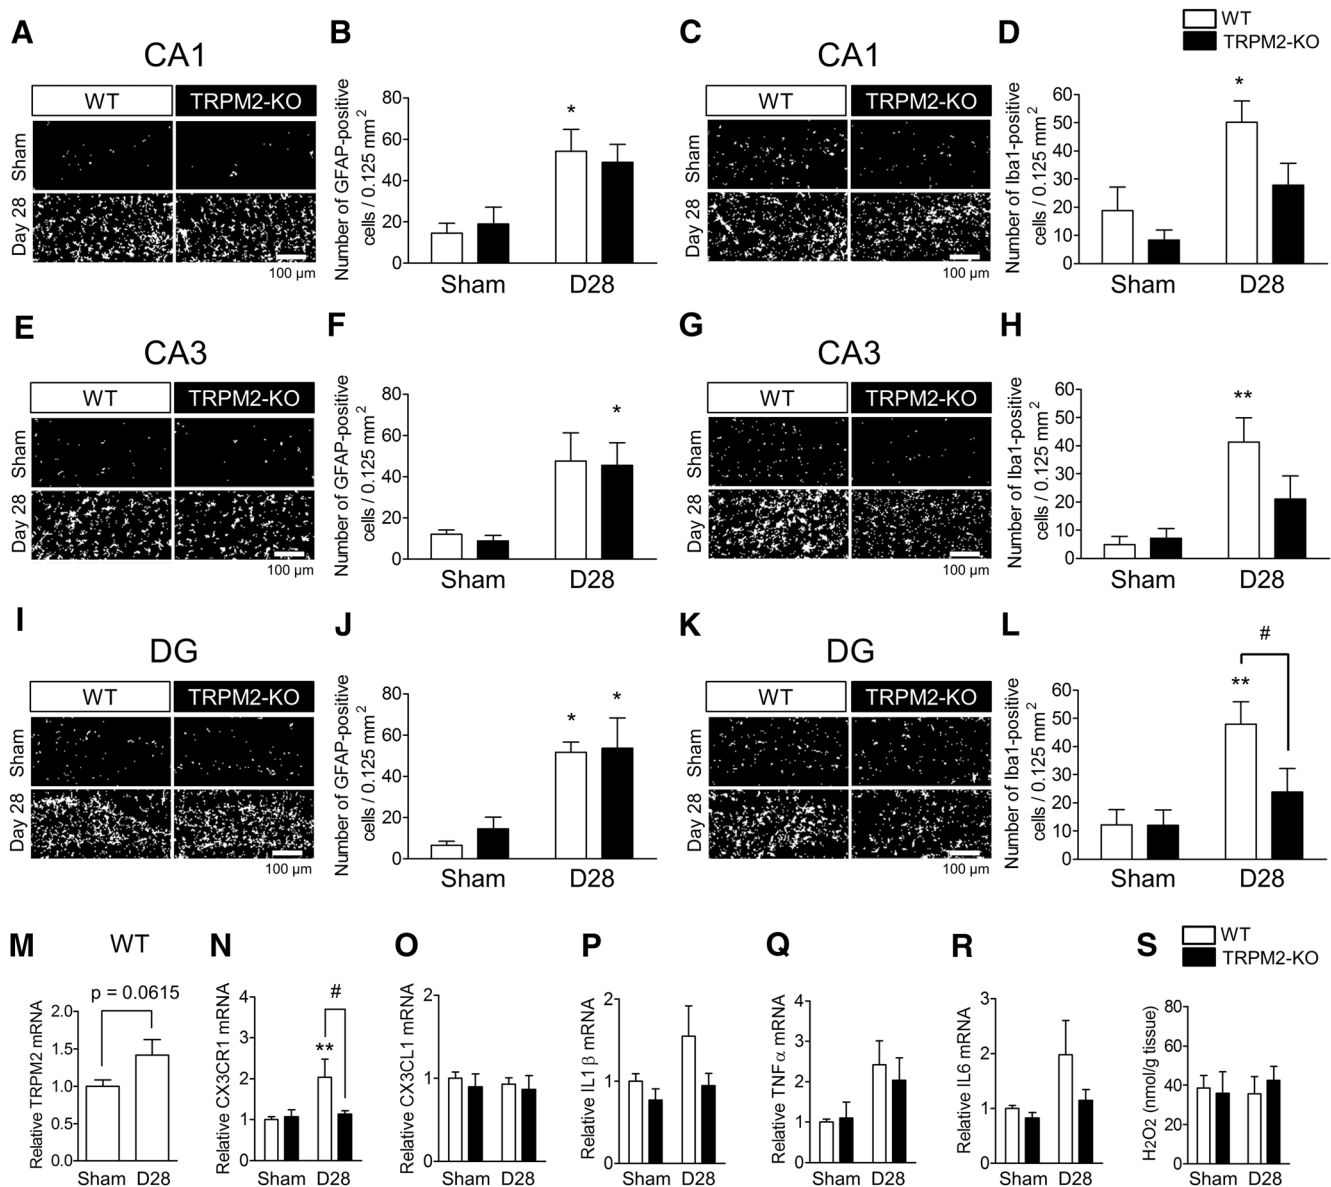 A
CA1
WT
TRPM2-KO
Sham
Day 28
100 μm
B
Number of GFAP-positive
cells / 0.125 mm2
80
60
40
20
0
*
Sham D28
C
CA1
WT
TRPM2-KO
Sham
Day 28
100 μm
D
WT
TRPM2-KO
Number of Iba1-positive
cells / 0.125 mm2
60
50
40
30
20
10
0
*
Sham D28
E
CA3
WT
TRPM2-KO
Sham
Day 28
100 μm
F
Number of GFAP-positive
cells / 0.125 mm2
80
60
40
20
0
*
Sham D28
G
CA3
WT
TRPM2-KO
Sham
Day 28
100 μm
H
Number of Iba1-positive
cells / 0.125 mm2
60
50
40
30
20
10
0
**
Sham D28
I
DG
WT
TRPM2-KO
Sham
Day 28
100 μm
J
Number of GFAP-positive
cells / 0.125 mm2
80
60
40
20
0
* *
Sham D28
K
DG
WT
TRPM2-KO
Sham
Day 28
100 μm
L
Number of Iba1-positive
cells / 0.125 mm2
60
50
40
30
20
10
0
#
**
Sham D28
M
WT
p = 0.0615
Relative TRPM2 mRNA
2.0
1.5
1.0
0.5
0.0
Sham D28
N
Relative CX3CR1 mRNA
4
3
2
1
0
#
**
Sham D28
O
Relative CX3CL1 mRNA
2
1
0
Sham D28
P
Relative IL1β mRNA
2
1
0
Sham D28
Q
Relative TNFα mRNA
4
3
2
1
0
Sham D28
R
Relative IL6 mRNA
3
2
1
0
Sham D28
S
WT
TRPM2-KO
H2O2 (nmol/g tissue)
80
60
40
20
0
Sham D28